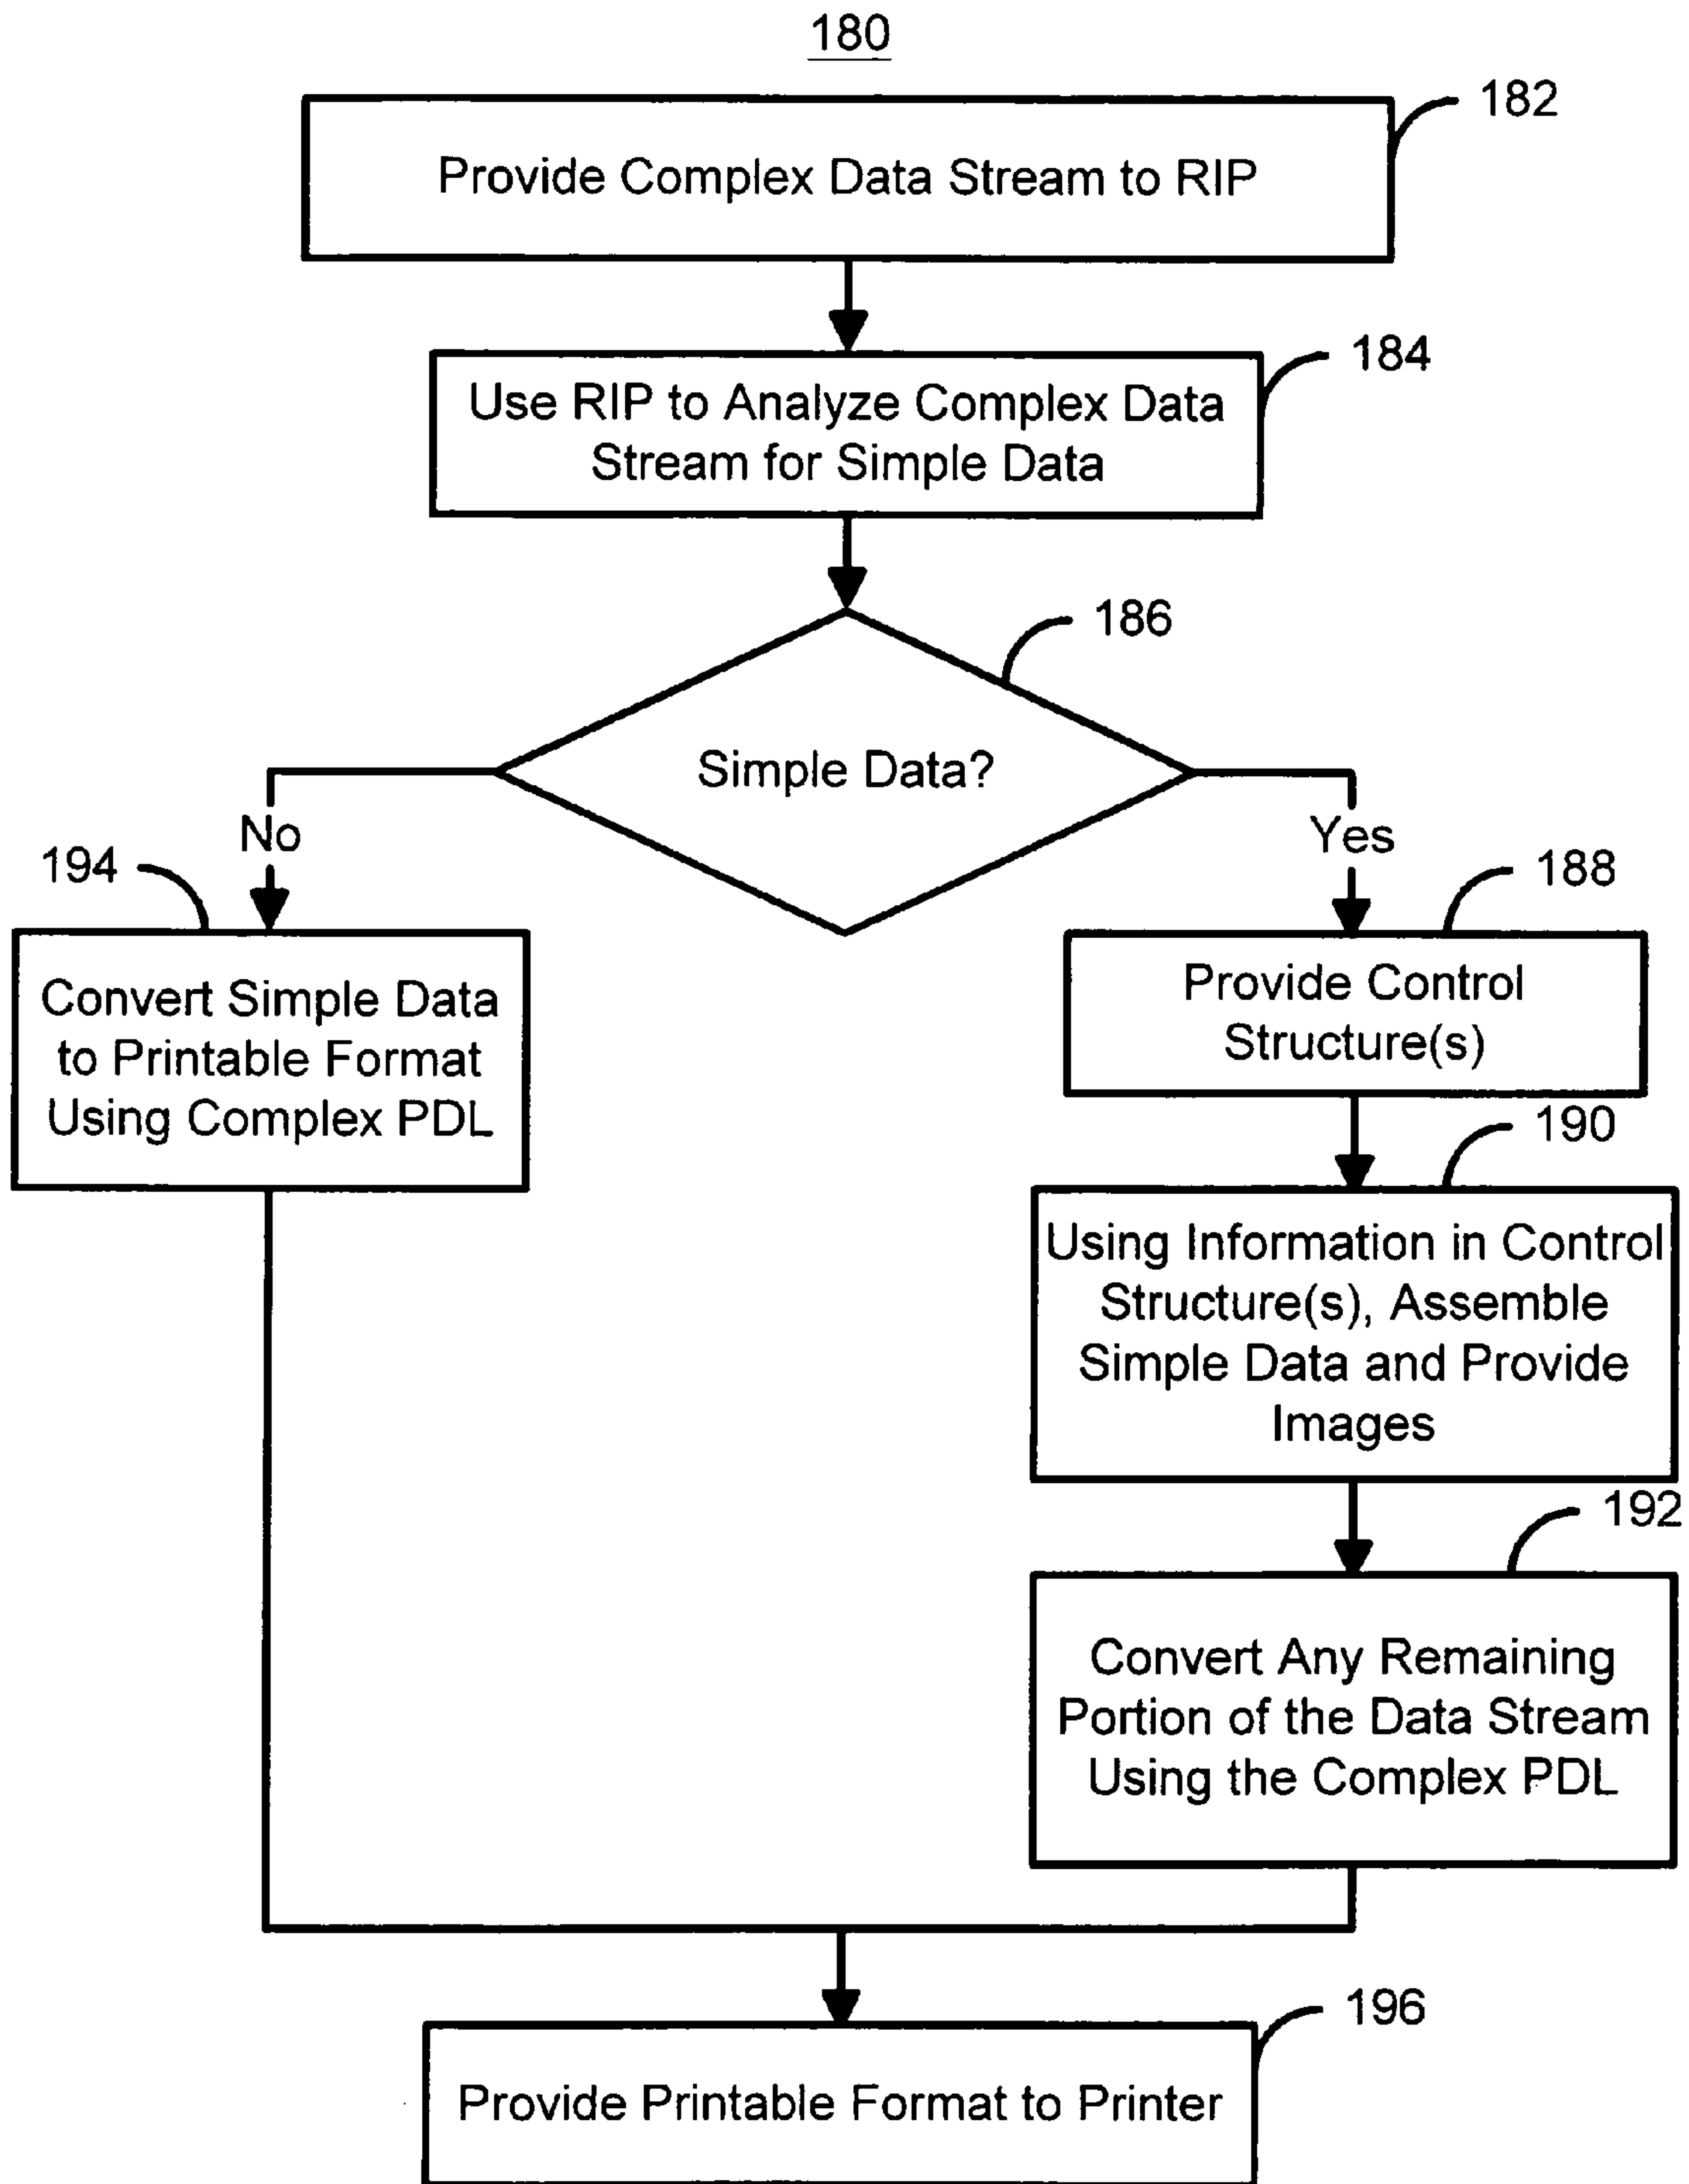 180
182
Provide Complex Data Stream to RIP
184
Use RIP to Analyze Complex Data
Stream for Simple Data
186
Simple Data?
No
Yes
194
188
Convert Simple Data
to Printable Format
Using Complex PDL
Provide Control
Structure(s)
190
Using Information in Control
Structure(s), Assemble
Simple Data and Provide
Images
192
Convert Any Remaining
Portion of the Data Stream
Using the Complex PDL
196
Provide Printable Format to Printer